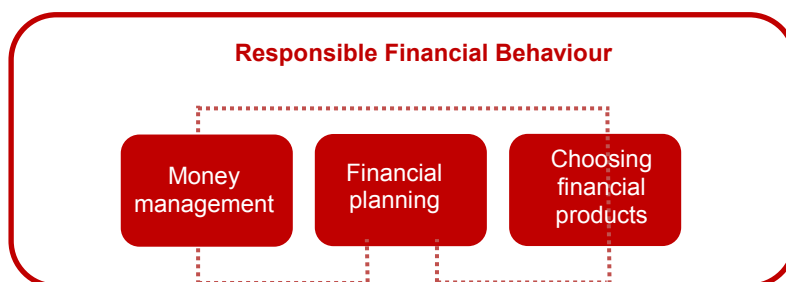 Responsible Financial Behaviour
Money
management
Financial
planning
Choosing
financial
products